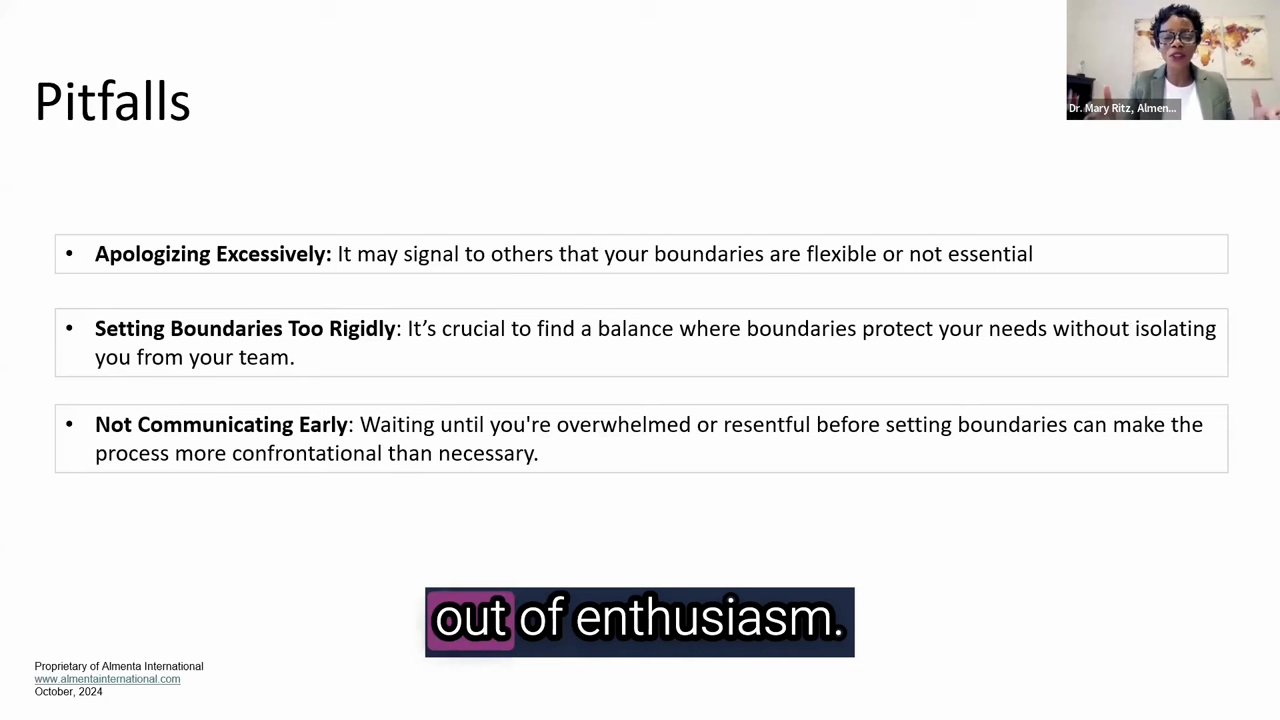 Pitfalls
Dr. Mary Ritz, Almen...
• Apologizing Excessively: It may signal to others that your boundaries are flexible or not essential
• Setting Boundaries Too Rigidly: It’s crucial to find a balance where boundaries protect your needs without isolating
you from your team.
• Not Communicating Early: Waiting until you're overwhelmed or resentful before setting boundaries can make the
process more confrontational than necessary.
out of enthusiasm.
Proprietary of Almenta International
www.almentainternational.com
October, 2024